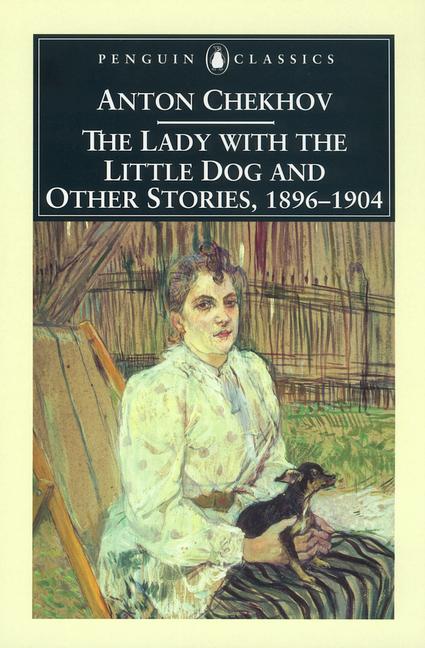 PENGUIN CLASSICS
ANTON CHEKHOV
THE LADY WITH THE
LITTLE DOG AND
OTHER STORIES, 1896–1904